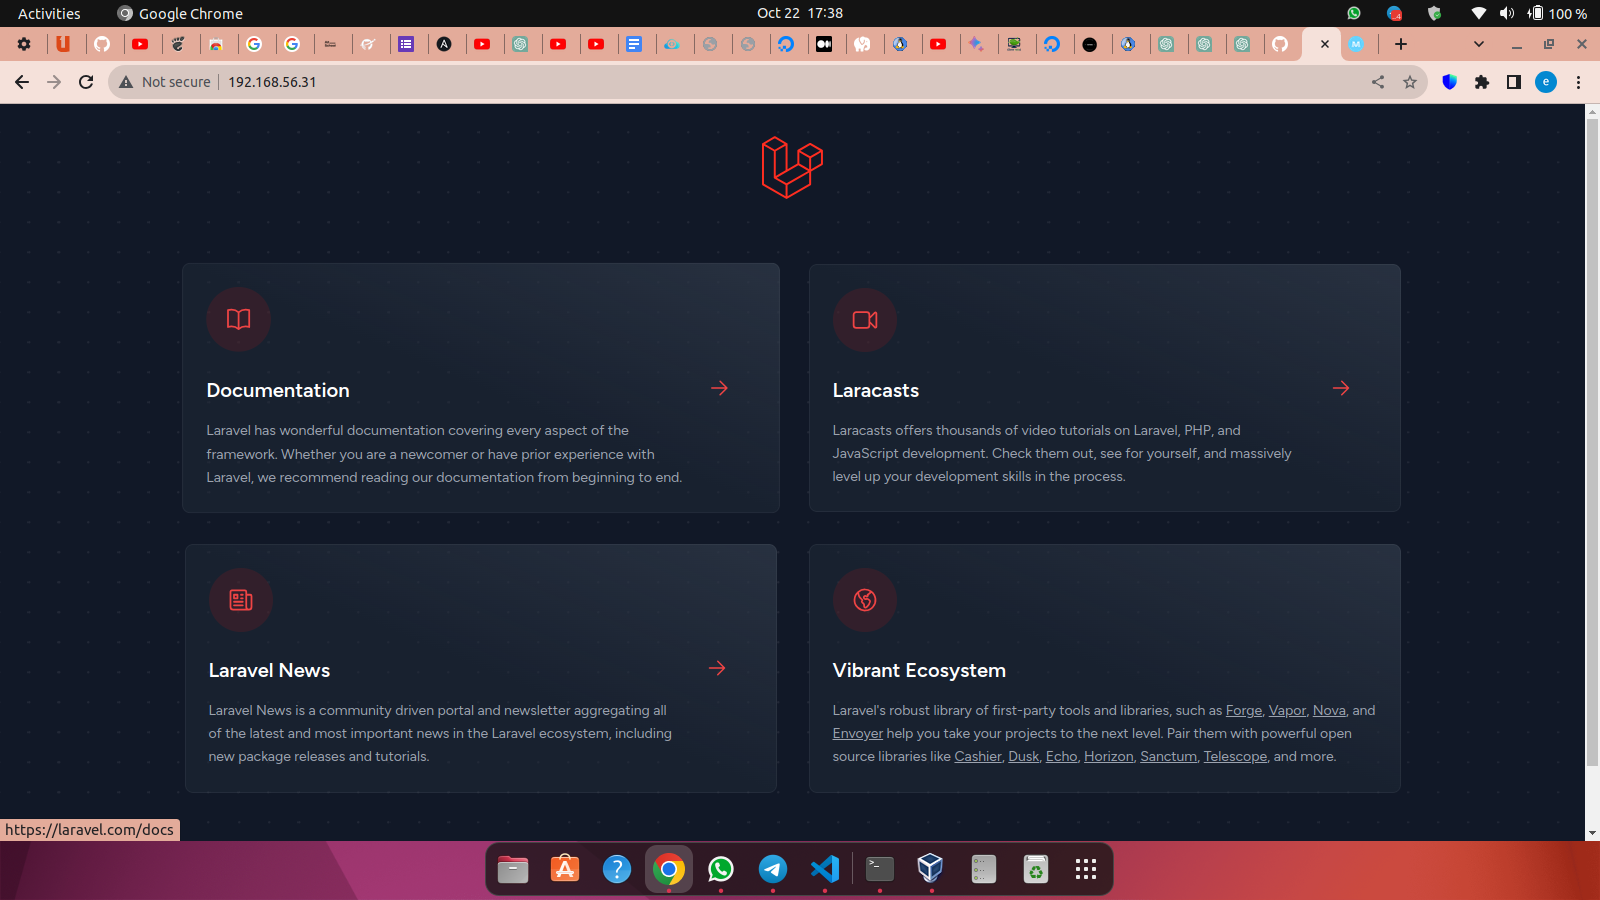 Activities
Google Chrome
Oct 22 17:38
100 %
Not secure
192.168.56.31
e
Documentation
Laravel has wonderful documentation covering every aspect of the
framework. Whether you are a newcomer or have prior experience with
Laravel, we recommend reading our documentation from beginning to end.
Laracasts
Laracasts offers thousands of video tutorials on Laravel, PHP, and
JavaScript development. Check them out, see for yourself, and massively
level up your development skills in the process.
Laravel News
Laravel News is a community driven portal and newsletter aggregating all
of the latest and most important news in the Laravel ecosystem, including
new package releases and tutorials.
Vibrant Ecosystem
Laravel's robust library of first-party tools and libraries, such as Forge, Vapor, Nova, and
Envoyer help you take your projects to the next level. Pair them with powerful open
source libraries like Cashier, Dusk, Echo, Horizon, Sanctum, Telescope, and more.
https://laravel.com/docs